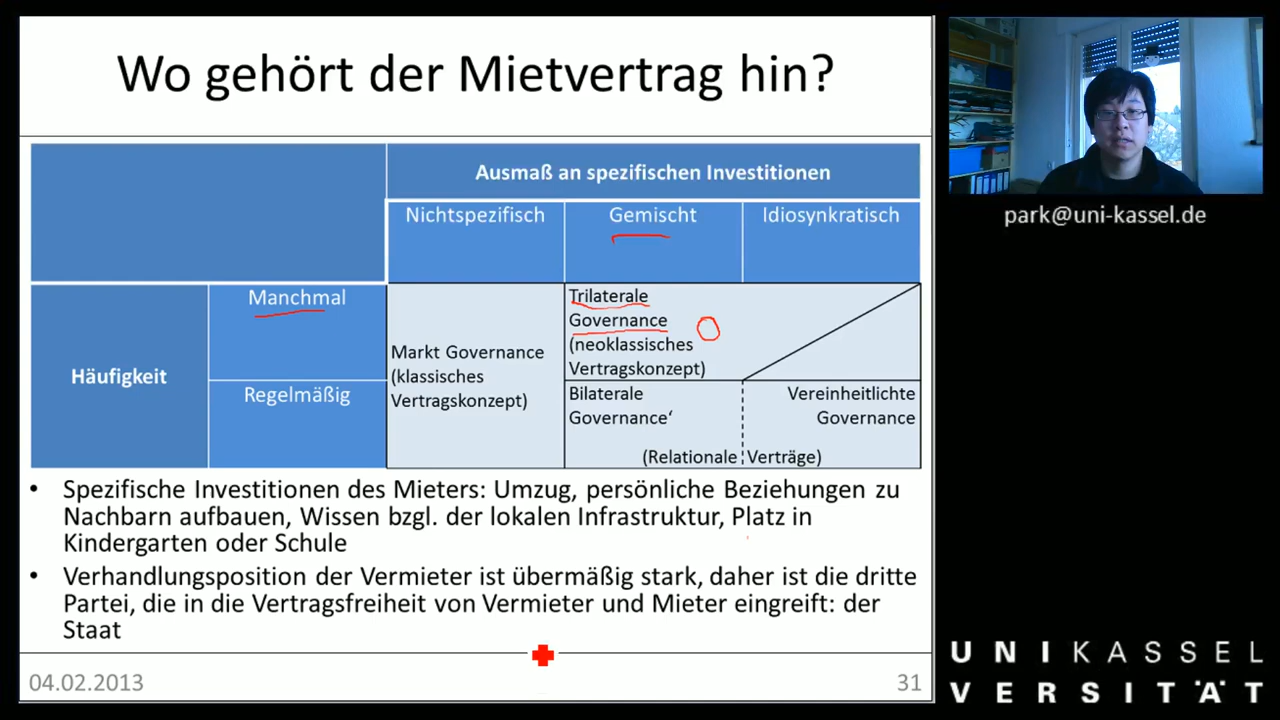 Wo gehört der Mietvertrag hin?
Ausmaß an spezifischen Investitionen
Nichtspezifisch
Gemischt
Idiosynkratisch
Häufigkeit
Manchmal
Regelmäßig
Markt Governance
(klassisches
Vertragskonzept)
Trilaterale
Governance
(neoklassisches
Vertragskonzept)
Bilaterale
Governance‘
Vereinheitlichte
Governance
(Relationale Verträge)
• Spezifische Investitionen des Mieters: Umzug, persönliche Beziehungen zu
Nachbarn aufbauen, Wissen bzgl. der lokalen Infrastruktur, Platz in
Kindergarten oder Schule
• Verhandlungsposition der Vermieter ist übermäßig stark, daher ist die dritte
Partei, die in die Vertragsfreiheit von Vermieter und Mieter eingreift: der
Staat
04.02.2013
31
park@uni-kassel.de
UNIKASSEL
VERSITÄT